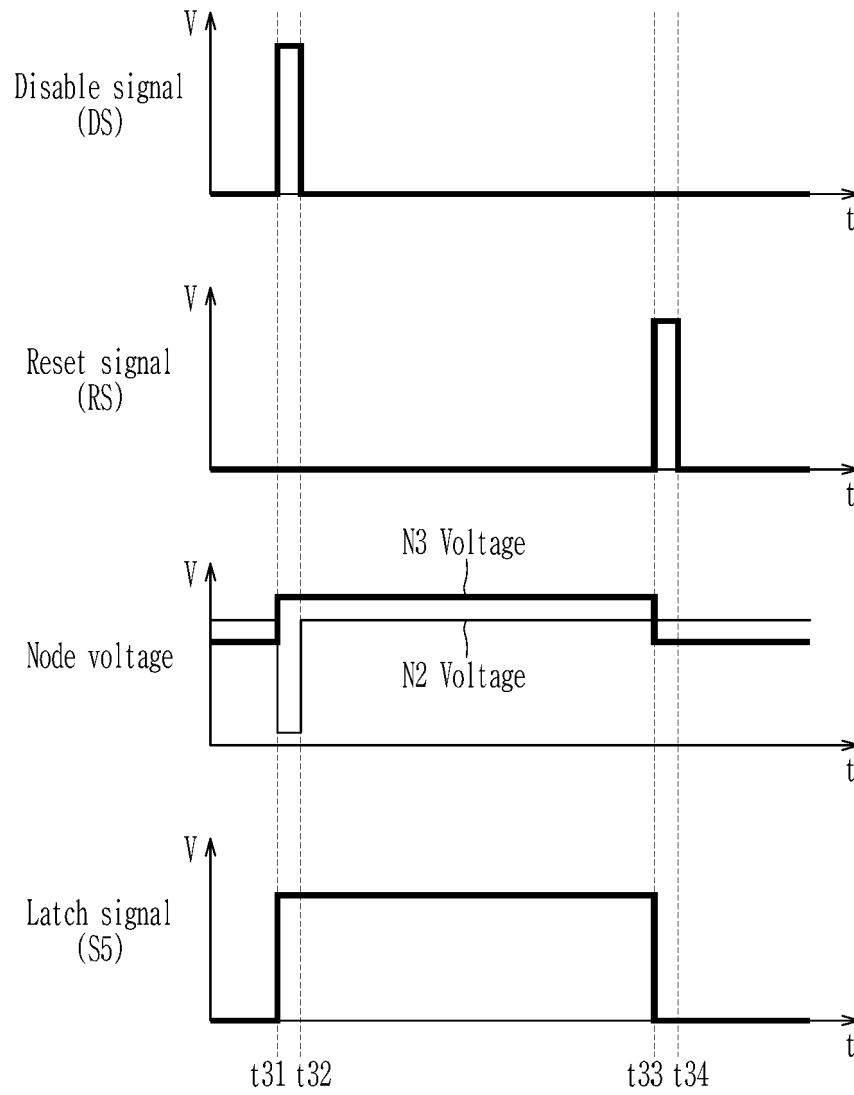 V
Disable signal
(DS)
t
V
Reset signal
(RS)
t
N3 Voltage
V
Node voltage
N2 Voltage
t
V
Latch signal
(S5)
t
t31 t32 t33 t34